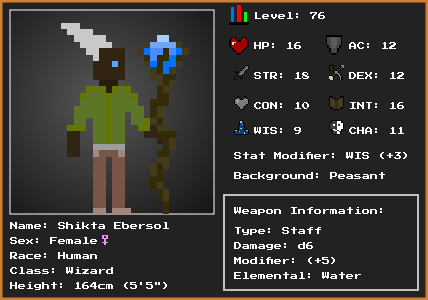 Level: 76
HP: 16
AC: 12
STR: 18
DEX: 12
CON: 10
INT: 16
WIS: 9
CHA: 11
Stat Modifier: WIS (+3)
Background: Peasant
Name: Shikta Ebersol
Sex: Female♀
Race: Human
Class: Wizard
Height: 164cm (5'5")
Weapon Information:
Type: Staff
Damage: d6
Modifier: (+5)
Elemental: Water